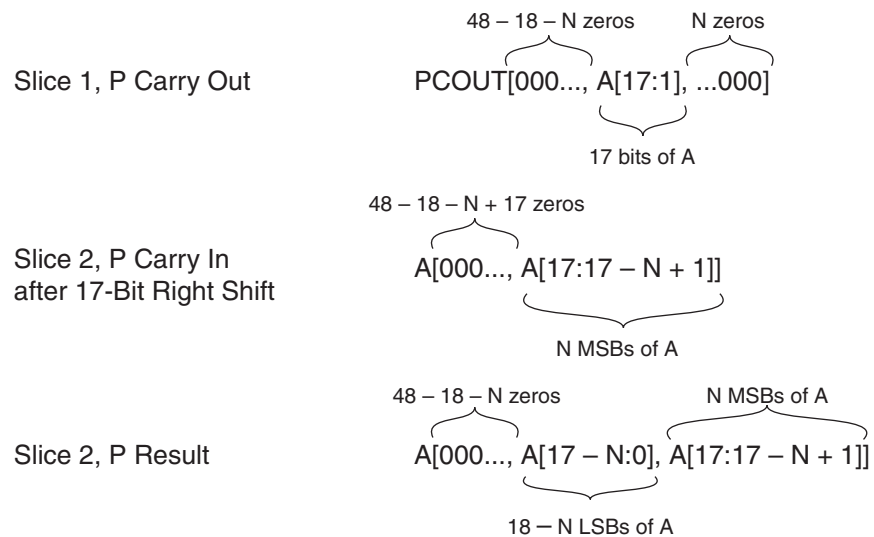 48 – 18 – N zeros N zeros
Slice 1, P Carry Out PCOUT[000..., A[17:1], ...000]
17 bits of A
48 – 18 – N + 17 zeros
Slice 2, P Carry In
after 17-Bit Right Shift
A[000..., A[17:17 – N + 1]]
N MSBs of A
48 – 18 – N zeros N MSBs of A
Slice 2, P Result A[000..., A[17 – N:0], A[17:17 – N + 1]]
18 – N LSBs of A